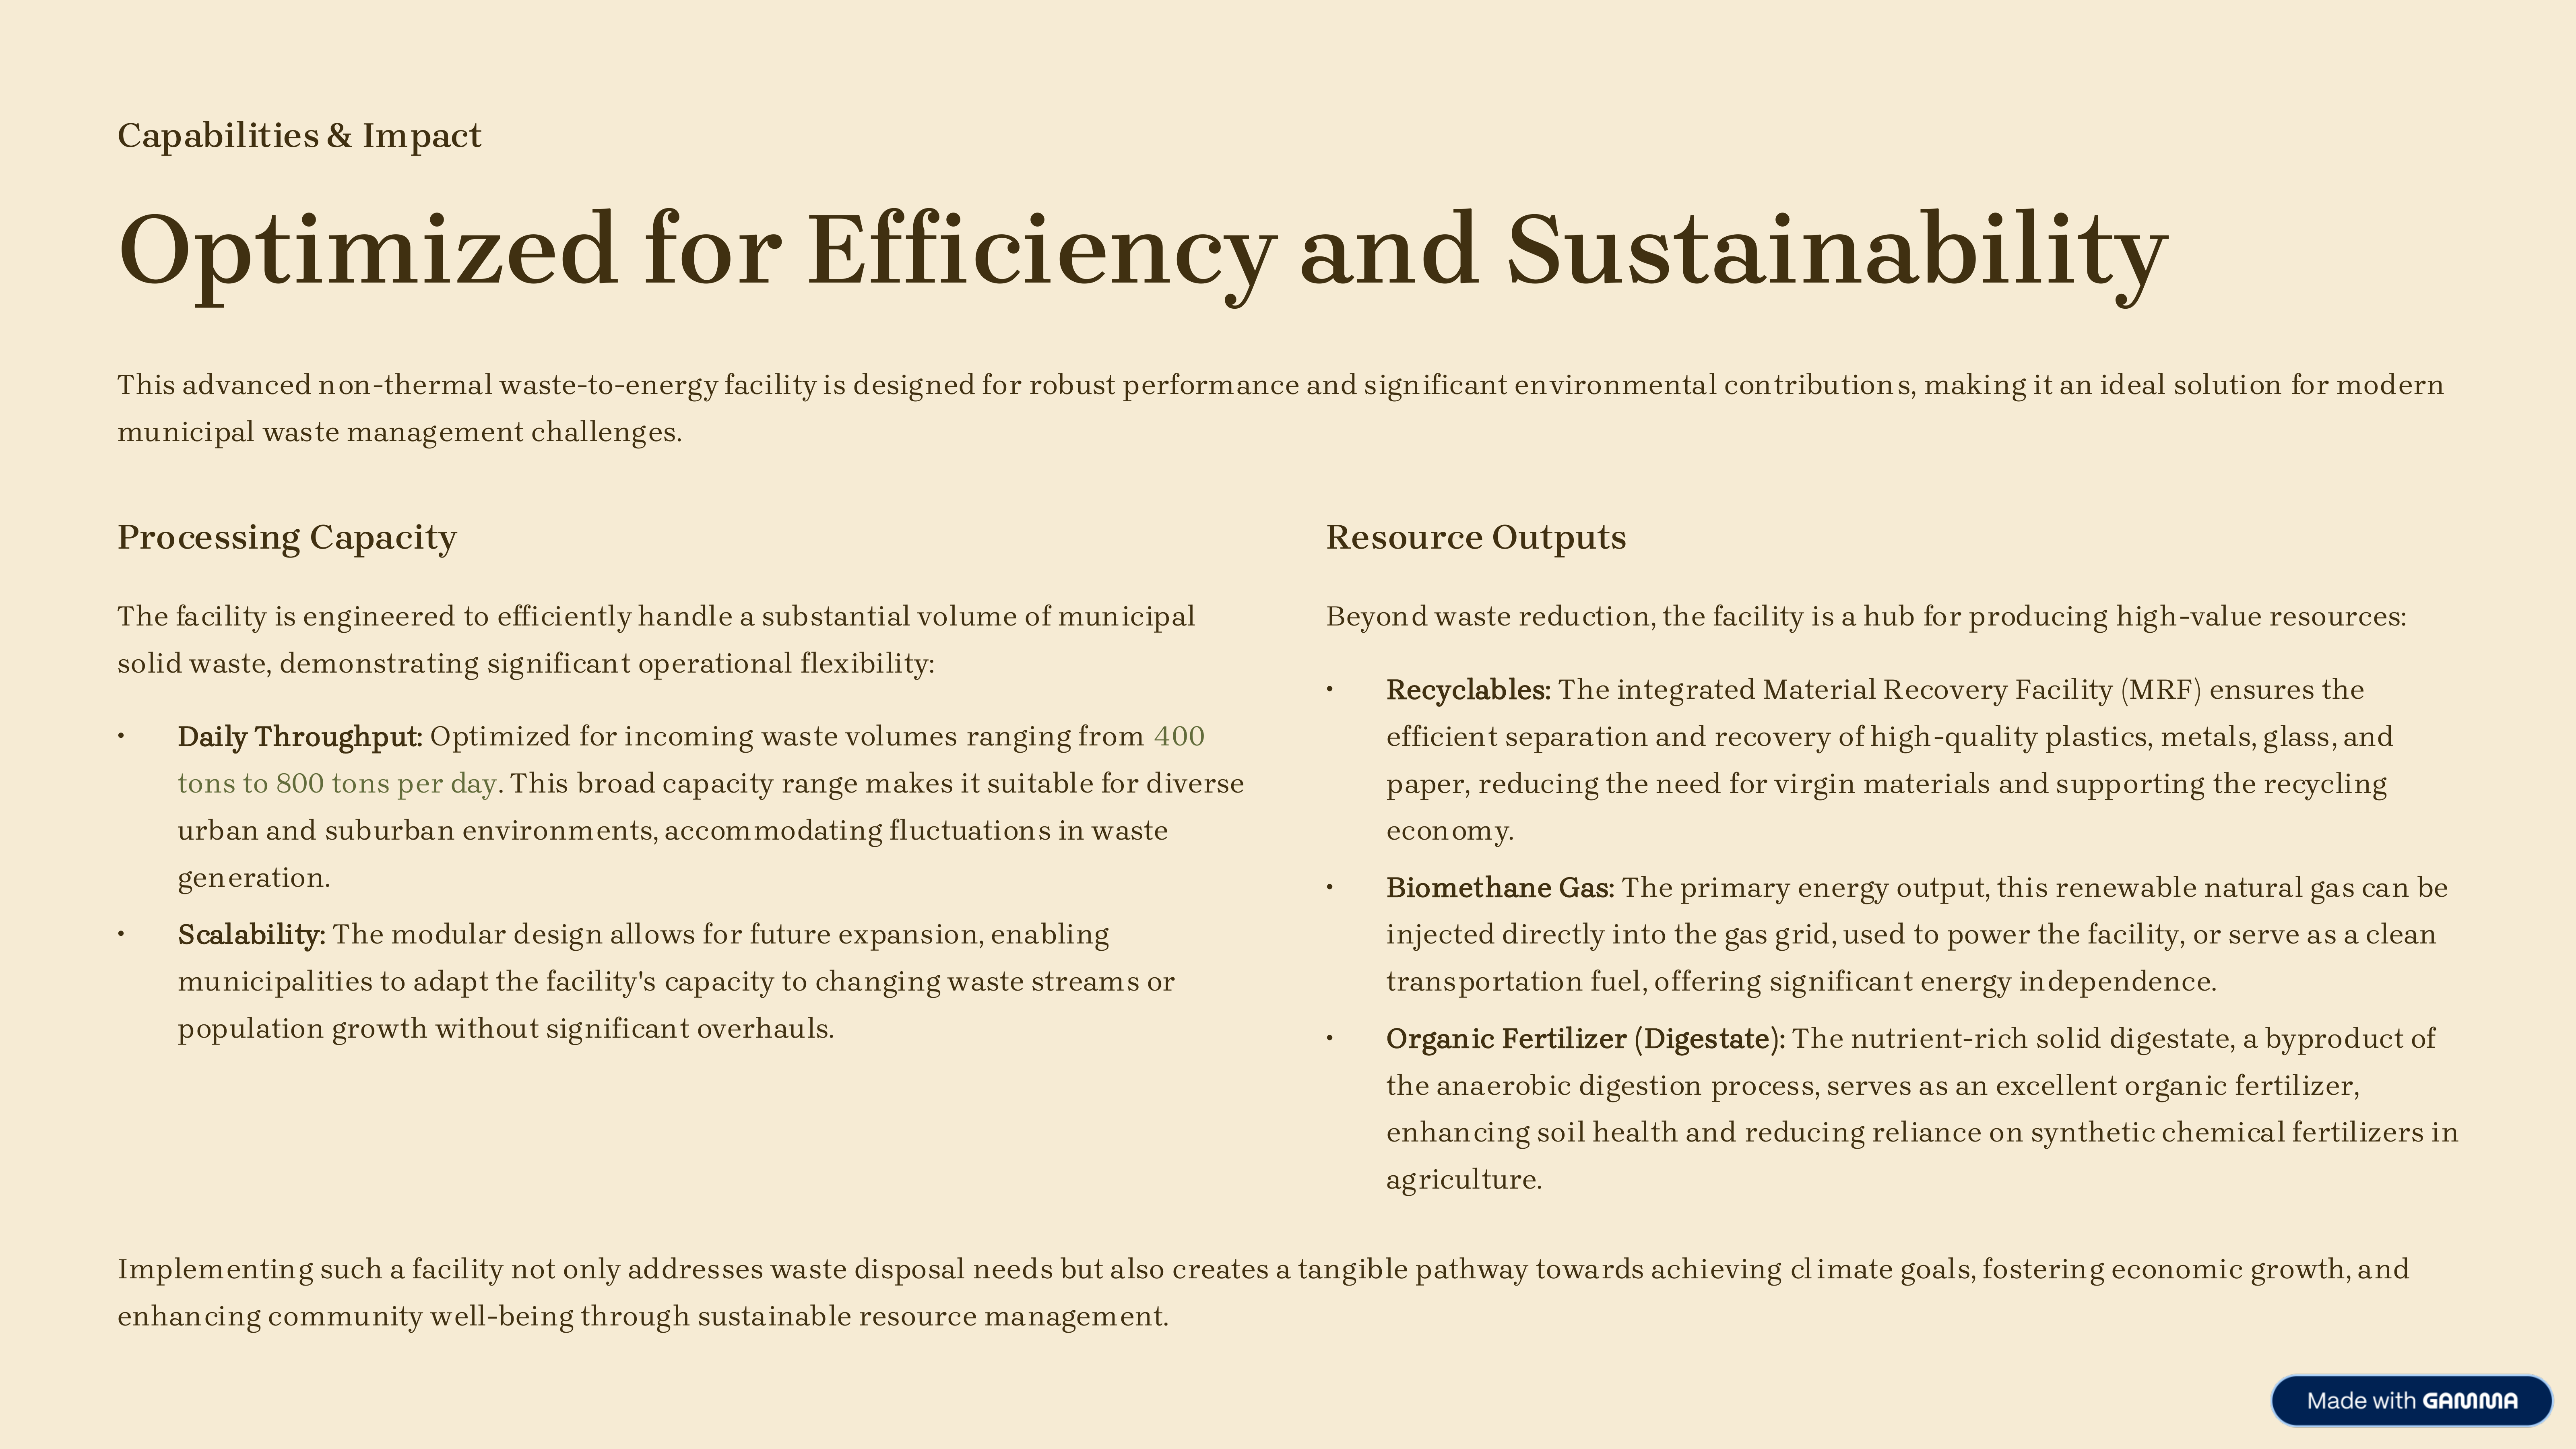 Capabilities & Impact
Optimized for Efficiency and Sustainability
This advanced non-thermal waste-to-energy facility is designed for robust performance and significant environmental contributions, making it an ideal solution for modern
municipal waste management challenges.
Processing Capacity
The facility is engineered to efficiently handle a substantial volume of municipal
solid waste, demonstrating significant operational flexibility:
• Daily Throughput: Optimized for incoming waste volumes ranging from 400
tons to 800 tons per day. This broad capacity range makes it suitable for diverse
urban and suburban environments, accommodating fluctuations in waste
generation.
• Scalability: The modular design allows for future expansion, enabling
municipalities to adapt the facility's capacity to changing waste streams or
population growth without significant overhauls.
Resource Outputs
Beyond waste reduction, the facility is a hub for producing high-value resources:
• Recyclables: The integrated Material Recovery Facility (MRF) ensures the
efficient separation and recovery of high-quality plastics, metals, glass, and
paper, reducing the need for virgin materials and supporting the recycling
economy.
• Biomethane Gas: The primary energy output, this renewable natural gas can be
injected directly into the gas grid, used to power the facility, or serve as a clean
transportation fuel, offering significant energy independence.
• Organic Fertilizer (Digestate): The nutrient-rich solid digestate, a byproduct of
the anaerobic digestion process, serves as an excellent organic fertilizer,
enhancing soil health and reducing reliance on synthetic chemical fertilizers in
agriculture.
Implementing such a facility not only addresses waste disposal needs but also creates a tangible pathway towards achieving climate goals, fostering economic growth, and
enhancing community well-being through sustainable resource management.
Made with GAMMA